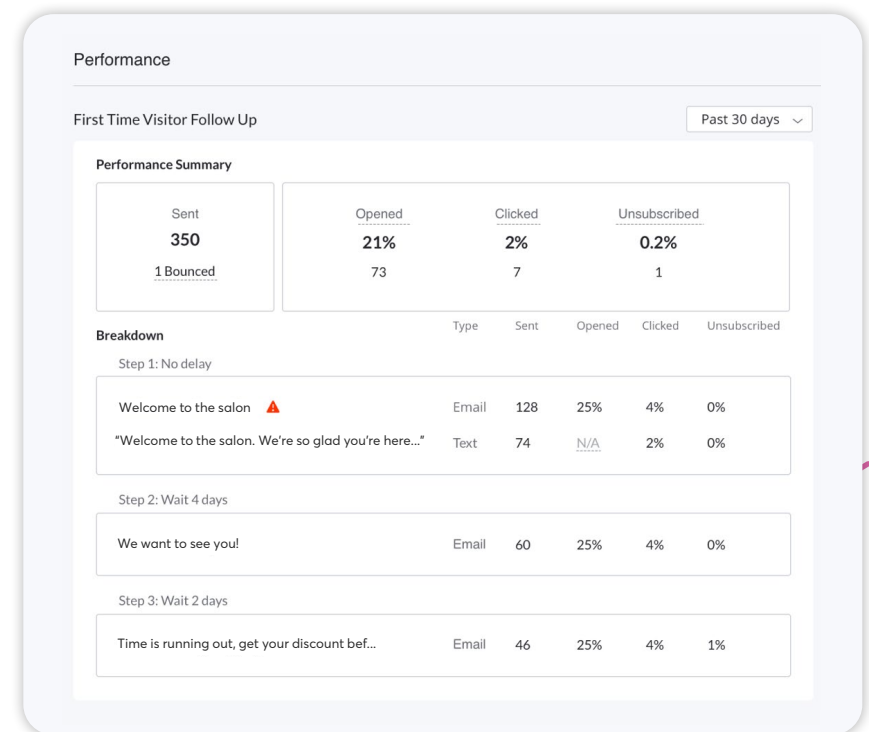 Performance
First Time Visitor Follow Up Past 30 days
Performance Summary
Sent Opened Clicked Unsubscribed
350 21% 2% 0.2%
1 Bounced 73 7 1
Breakdown Type Sent Opened Clicked Unsubscribed
Step 1: No delay
Welcome to the salon Email 128 25% 4% 0%
"Welcome to the salon. We're so glad you're here..." Text 74 N/A 2% 0%
Step 2: Wait 4 days
We want to see you! Email 60 25% 4% 0%
Step 3: Wait 2 days
Time is running out, get your discount bef... Email 46 25% 4% 1%